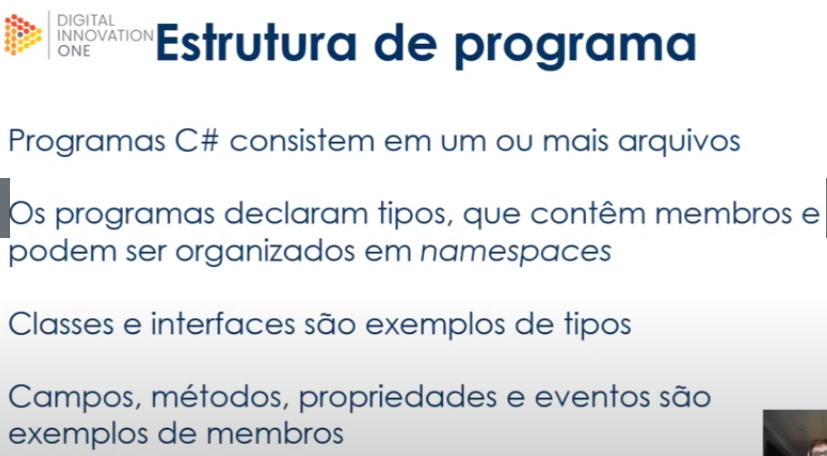 DIGITAL
INNOVATION
ONE
Estrutura de programa
Programas C# consistem em um ou mais arquivos
Os programas declaram tipos, que contêm membros e
podem ser organizados em namespaces
Classes e interfaces são exemplos de tipos
Campos, métodos, propriedades e eventos são
exemplos de membros